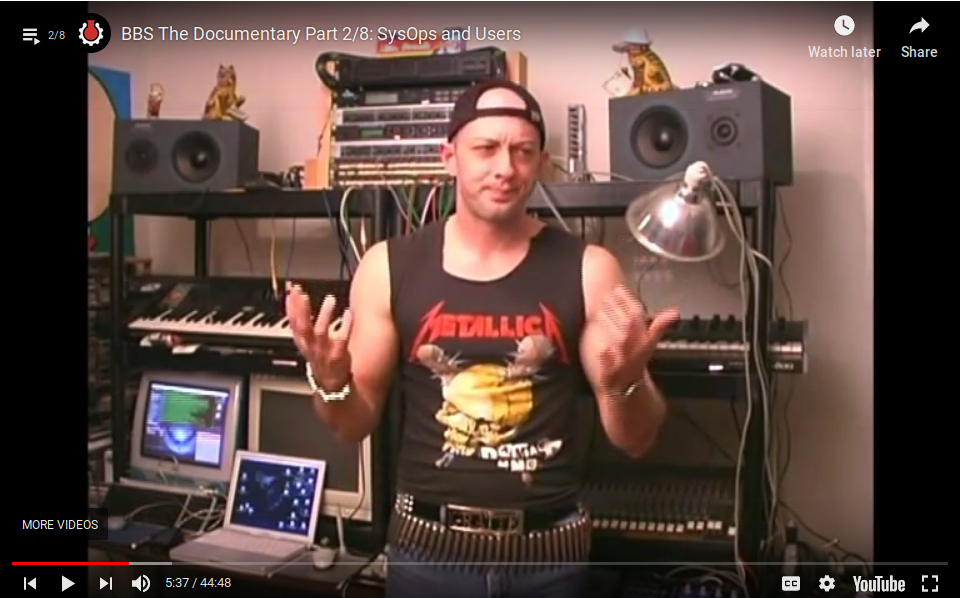 2/8
BBS The Documentary Part 2/8: SysOps and Users
Watch later
Share
METALLICA
MORE VIDEOS
5:37 / 44:48
CC
YouTube